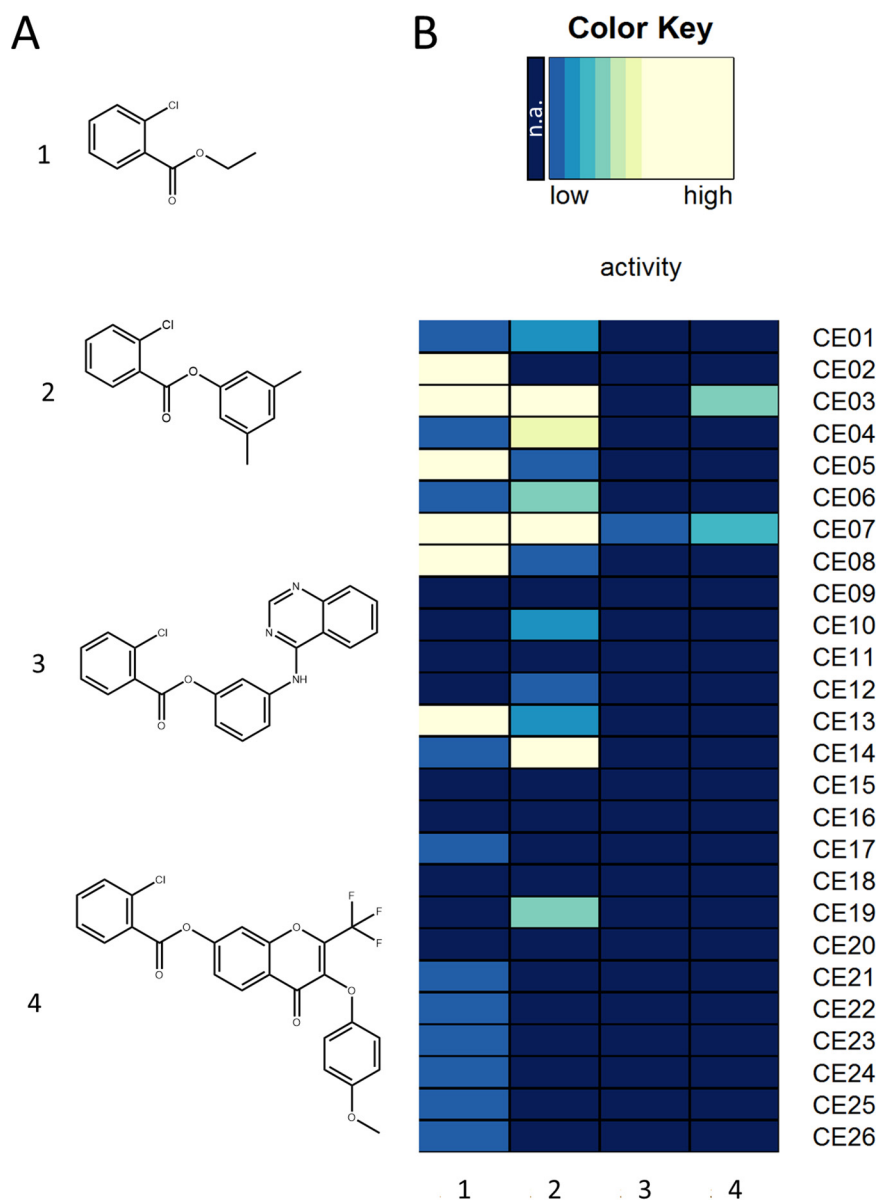 A
B
Color Key
n.a.
low high
activity
1
Cl
O
O
2
Cl
O
O
3
N
N
Cl
O
NH
O
4
Cl
F
F
F
O
O
O
O
O
O
CE01
CE02
CE03
CE04
CE05
CE06
CE07
CE08
CE09
CE10
CE11
CE12
CE13
CE14
CE15
CE16
CE17
CE18
CE19
CE20
CE21
CE22
CE23
CE24
CE25
CE26
1 2 3 4